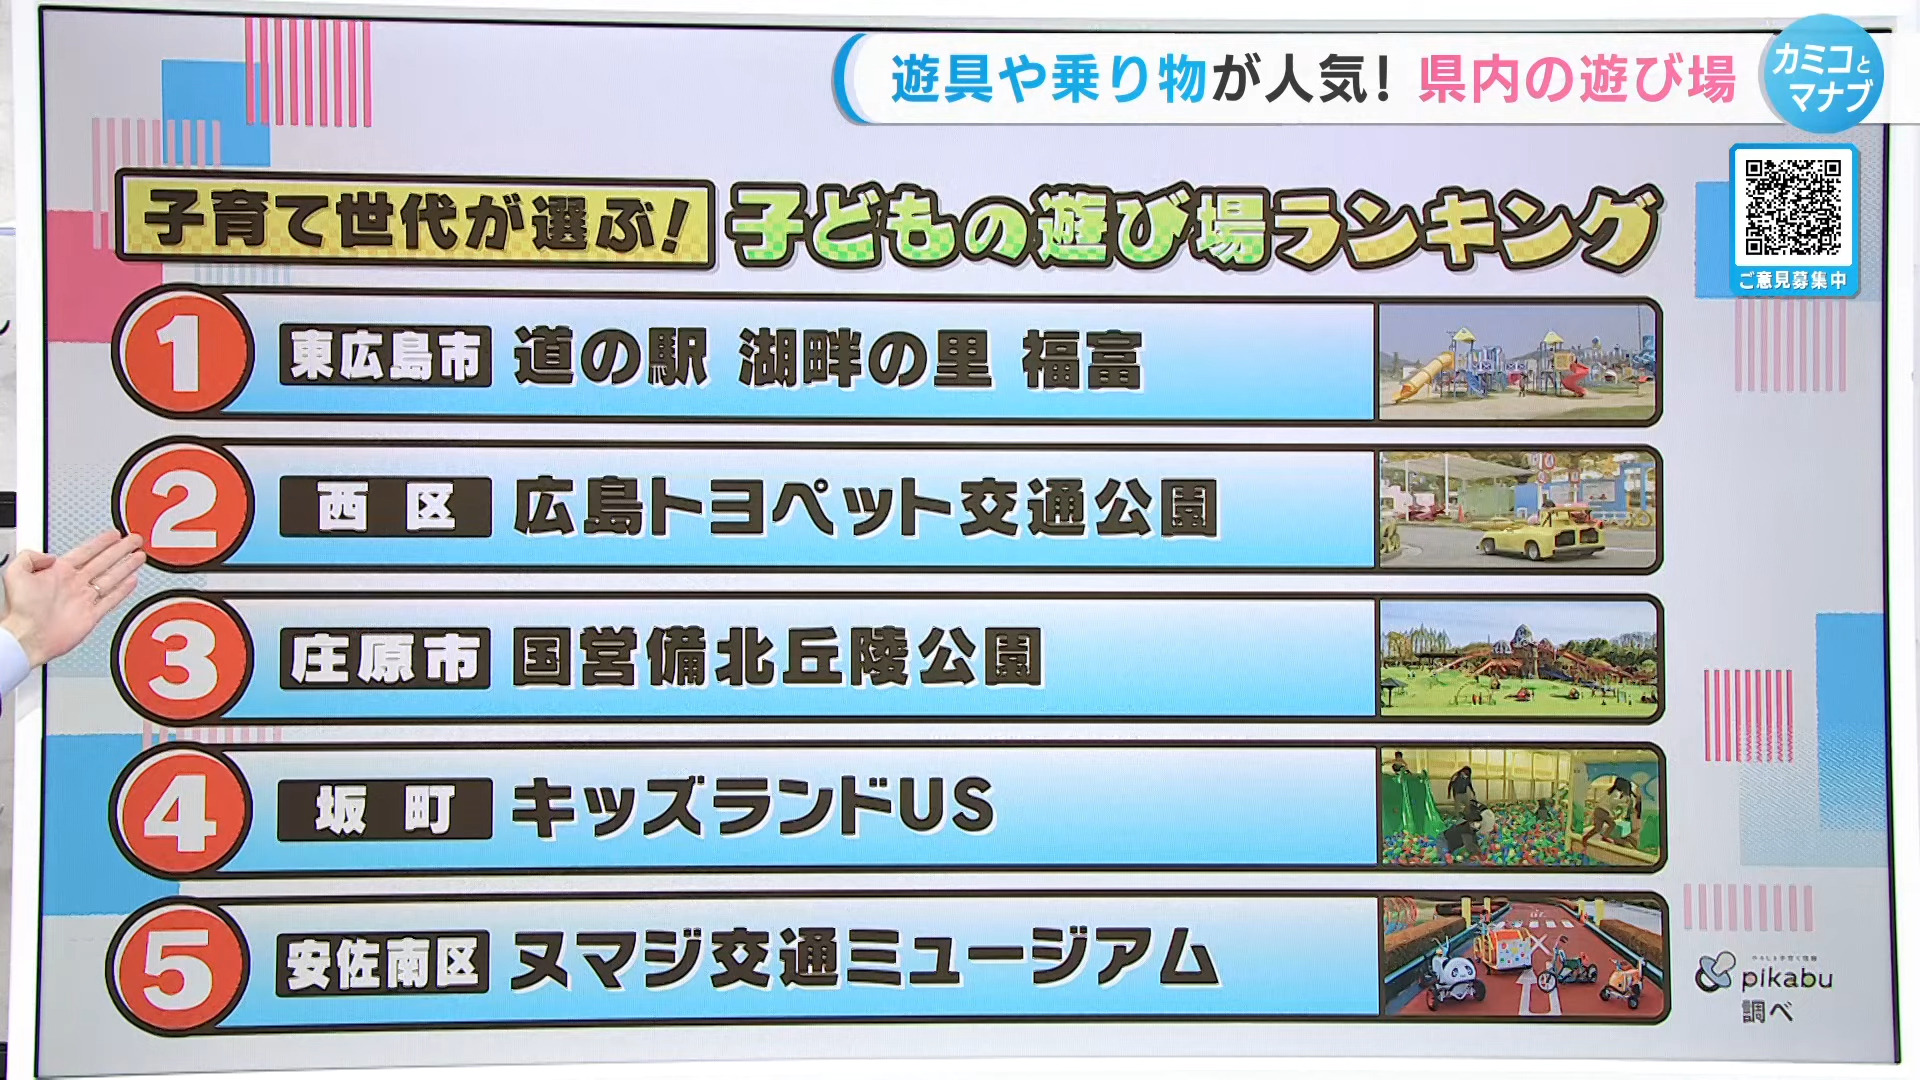 遊具や乗り物が人気！県内の遊び場
カミコと
マナブ
ご意見募集中
子育て世代が選ぶ！子どもの遊び場ランキング
1 東広島市 道の駅 湖畔の里 福富
2 西区 広島トヨペット交通公園
3 庄原市 国営備北丘陵公園
4 坂町 キッズランドUS
5 安佐南区 ヌマジ交通ミュージアム
pikabu
調べ